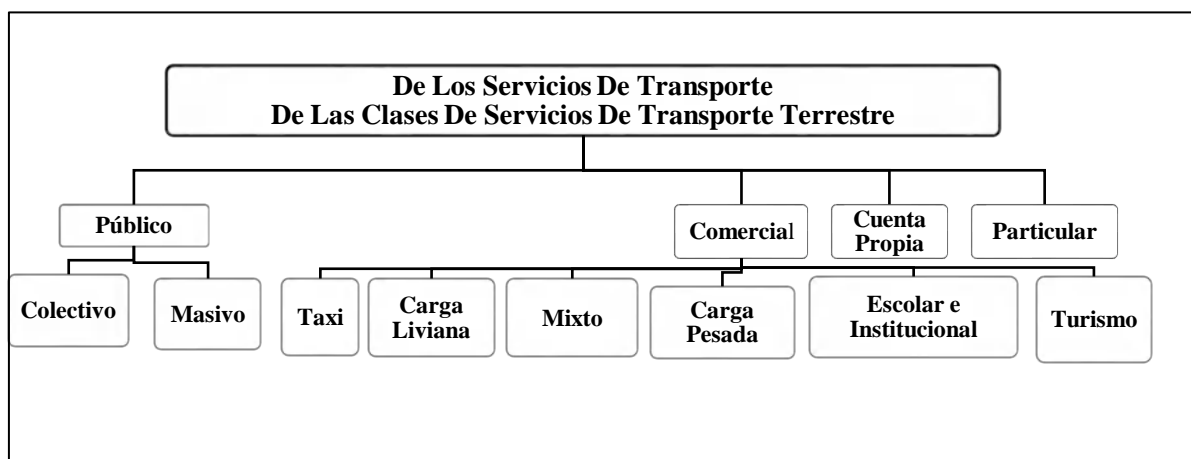 De Los Servicios De Transporte
De Las Clases De Servicios De Transporte Terrestre
Público
Comercial
Cuenta
Propia
Particular
Colectivo
Masivo
Taxi
Carga
Liviana
Mixto
Carga
Pesada
Escolar e
Institucional
Turismo